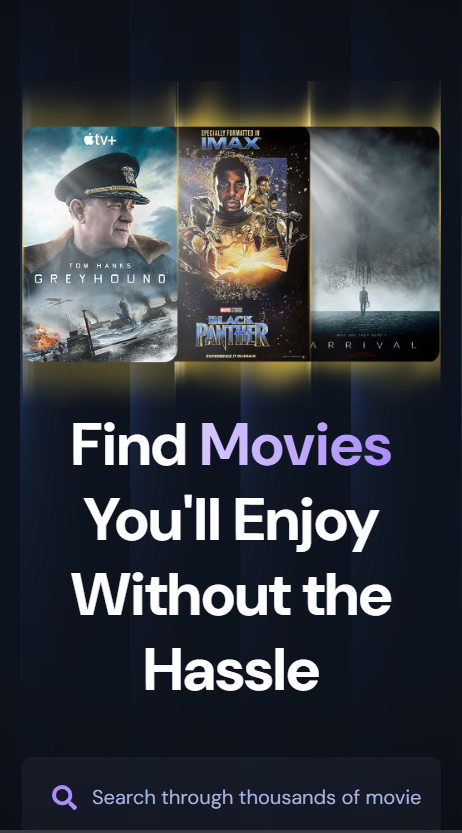 tv+
TOM HANKS
GREYHOUND
SPECIALLY FORMATTED IN
IMAX
MARVEL STUDIOS
BLACK
PANTHER
EXPERIENCE IT IN IMAX
WHY ARE THEY HERE ?
ARRIVAL
Find Movies
You'll Enjoy
Without the
Hassle
Search through thousands of movie